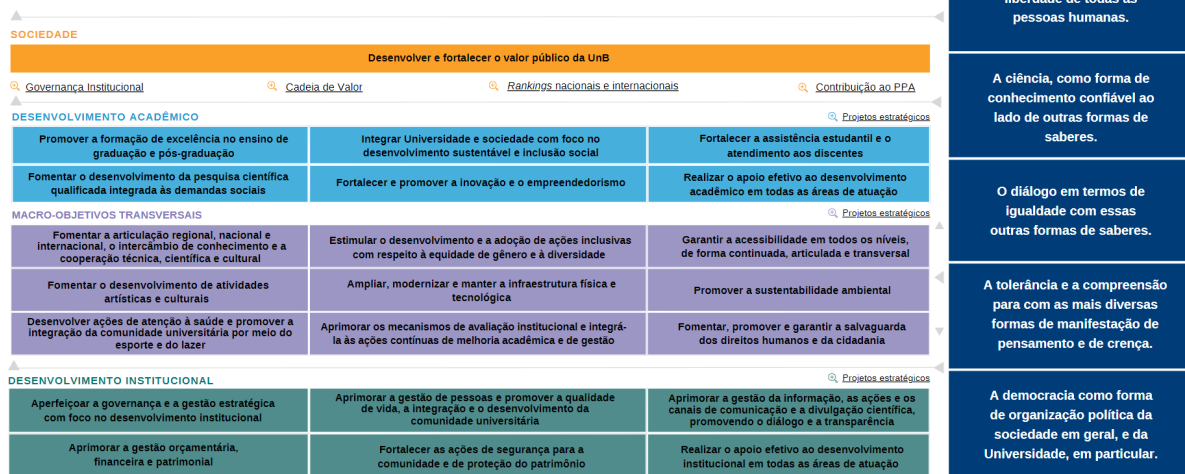 SOCIEDADE
Desenvolver e fortalecer o valor público da UnB
Governança Institucional
Cadeia de Valor
Rankings nacionais e internacionais
Contribuição ao PPA
DESENVOLVIMENTO ACADÊMICO
Projetos estratégicos
Promover a formação de excelência no ensino de
graduação e pós-graduação
Integrar Universidade e sociedade com foco no
desenvolvimento sustentável e inclusão social
Fortalecer a assistência estudantil e o
atendimento aos discentes
Fomentar o desenvolvimento da pesquisa científica
qualificada integrada às demandas sociais
Fortalecer e promover a inovação e o empreendedorismo
Realizar o apoio efetivo ao desenvolvimento
acadêmico em todas as áreas de atuação
MACRO-OBJETIVOS TRANSVERSAIS
Projetos estratégicos
Fomentar a articulação regional, nacional e
internacional, o intercâmbio de conhecimento e a
cooperação técnica, científica e cultural
Estimular o desenvolvimento e a adoção de ações inclusivas
com respeito à equidade de gênero e à diversidade
Garantir a acessibilidade em todos os níveis,
de forma continuada, articulada e transversal
Fomentar o desenvolvimento de atividades
artísticas e culturais
Ampliar, modernizar e manter a infraestrutura física e
tecnológica
Promover a sustentabilidade ambiental
Desenvolver ações de atenção à saúde e promover a
integração da comunidade universitária por meio do
esporte e do lazer
Aprimorar os mecanismos de avaliação institucional e integrá-
la às ações contínuas de melhoria acadêmica e de gestão
Fomentar, promover e garantir a salvaguarda
dos direitos humanos e da cidadania
DESENVOLVIMENTO INSTITUCIONAL
Projetos estratégicos
Aperfeiçoar a governança e a gestão estratégica
com foco no desenvolvimento institucional
Aprimorar a gestão de pessoas e promover a qualidade
de vida, a integração e o desenvolvimento da
comunidade universitária
Aprimorar a gestão da informação, as ações e os
canais de comunicação e a divulgação científica,
promovendo o diálogo e a transparência
Aprimorar a gestão orçamentária,
financeira e patrimonial
Fortalecer as ações de segurança para a
comunidade e de proteção do patrimônio
Realizar o apoio efetivo ao desenvolvimento
institucional em todas as áreas de atuação
liberdade de todas as
pessoas humanas.
A ciência, como forma de
conhecimento confiável ao
lado de outras formas de
saberes.
O diálogo em termos de
igualdade com essas
outras formas de saberes.
A tolerância e a compreensão
para com as mais diversas
formas de manifestação de
pensamento e de crença.
A democracia como forma
de organização política da
sociedade em geral, e da
Universidade, em particular.